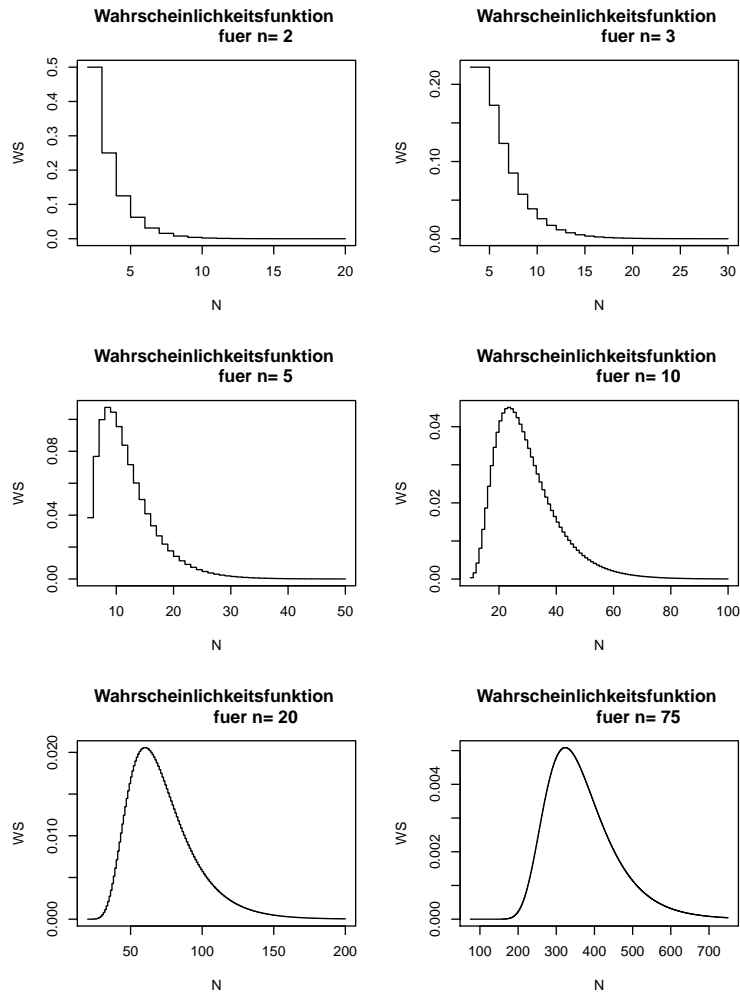 Wahrscheinlichkeitsfunktion
fuer n= 2
WS
0.5
0.4
0.3
0.2
0.1
0.0
5 10 15 20
N
Wahrscheinlichkeitsfunktion
fuer n= 3
WS
0.20
0.10
0.00
5 10 15 20 25 30
N
Wahrscheinlichkeitsfunktion
fuer n= 5
WS
0.08
0.04
0.00
10 20 30 40 50
N
Wahrscheinlichkeitsfunktion
fuer n= 10
WS
0.04
0.02
0.00
20 40 60 80 100
N
Wahrscheinlichkeitsfunktion
fuer n= 20
WS
0.020
0.010
0.000
50 100 150 200
N
Wahrscheinlichkeitsfunktion
fuer n= 75
WS
0.004
0.002
0.000
100 200 300 400 500 600 700
N